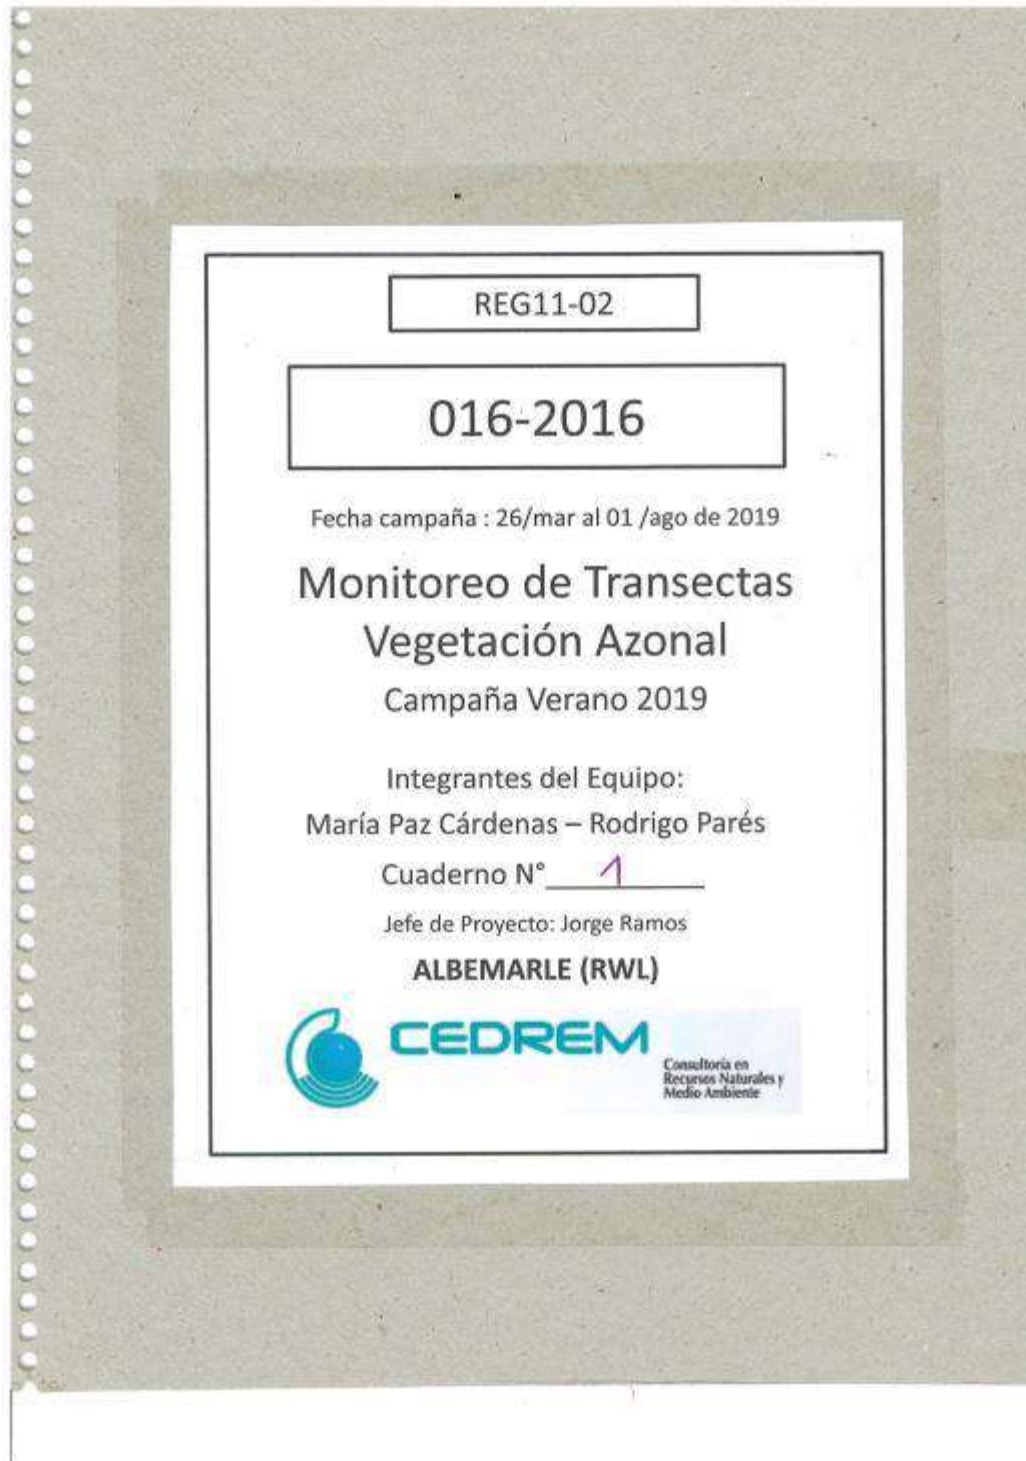 REG11-02
016-2016
Fecha campaña : 26/mar al 01 /ago de 2019
Monitoreo de Transectas
Vegetación Azonal
Campaña Verano 2019
Integrantes del Equipo:
María Paz Cárdenas – Rodrigo Parés
Cuaderno N° 1
Jefe de Proyecto: Jorge Ramos
ALBEMARLE (RWL)
CEDREM
Consultoría en
Recursos Naturales y
Medio Ambiente